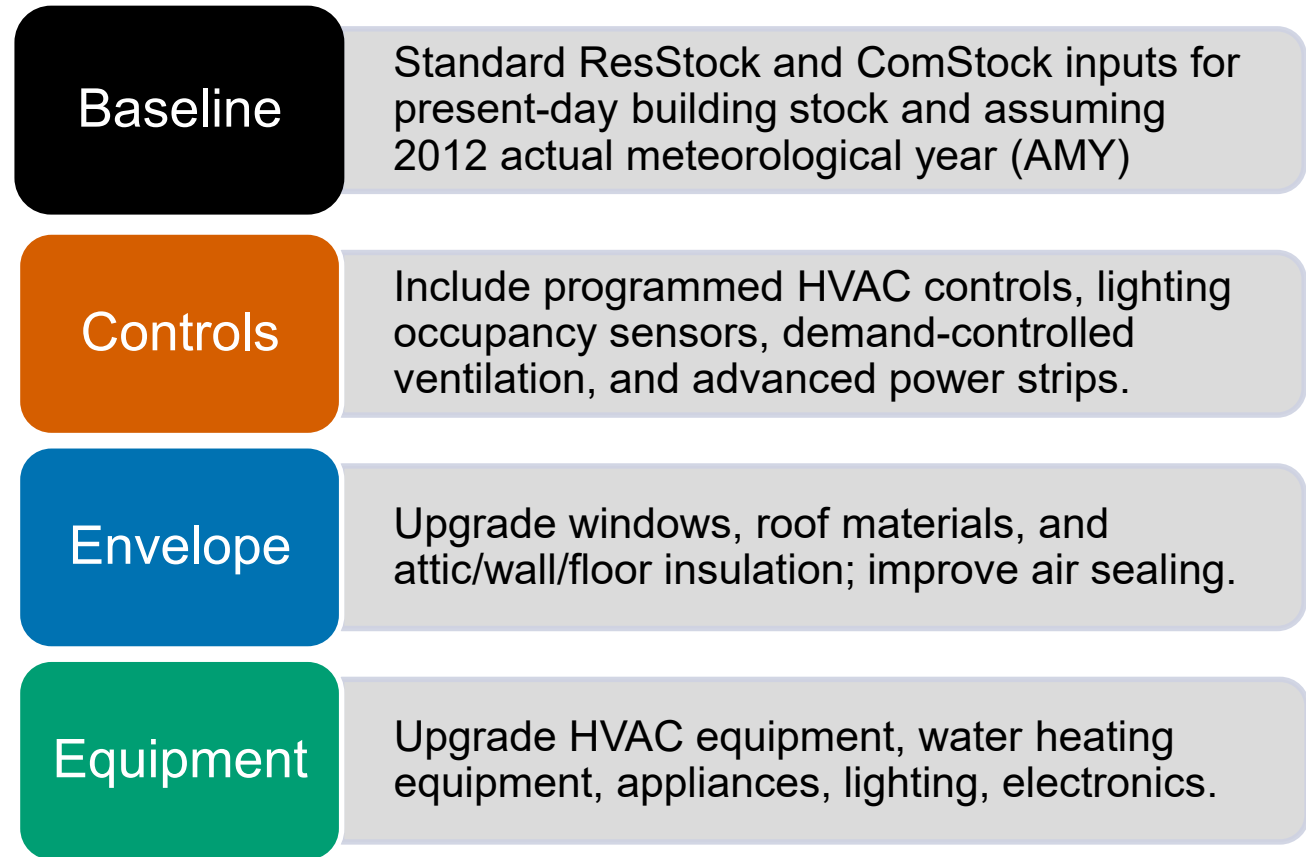 Baseline
Standard ResStock and ComStock inputs for
present-day building stock and assuming
2012 actual meteorological year (AMY)
Controls
Include programmed HVAC controls, lighting
occupancy sensors, demand-controlled
ventilation, and advanced power strips.
Envelope
Upgrade windows, roof materials, and
attic/wall/floor insulation; improve air sealing.
Equipment
Upgrade HVAC equipment, water heating
equipment, appliances, lighting, electronics.